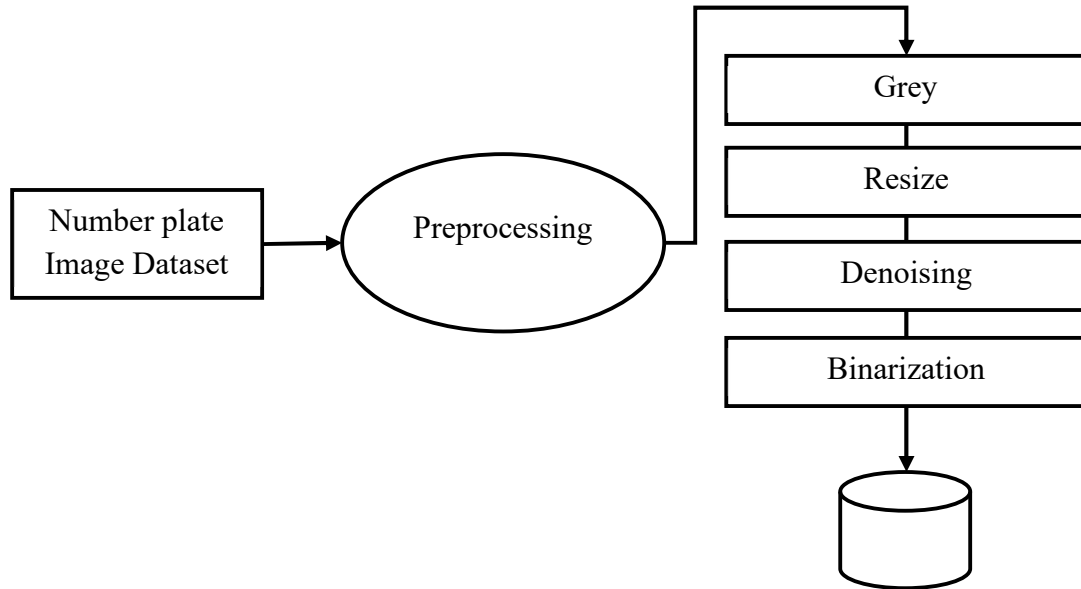 Number plate
Image Dataset
Preprocessing
Grey
Resize
Denoising
Binarization